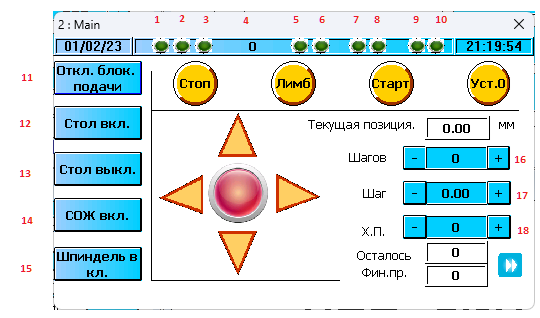 2 : Main
1 2 3 4 5 6 7 8 9 10
01/02/23 0 21:19:54
11 Откл. блок. подачи
Стоп Лимб Старт Уст.0
12 Стол вкл.
Текущая позиция. 0.00 мм
Шагов - 0 + 16
13 Стол выкл.
Шаг - 0.00 + 17
14 СОЖ вкл.
Х.П. - 0 + 18
15 Шпиндель в кл.
Осталось 0
Фин.пр. 0